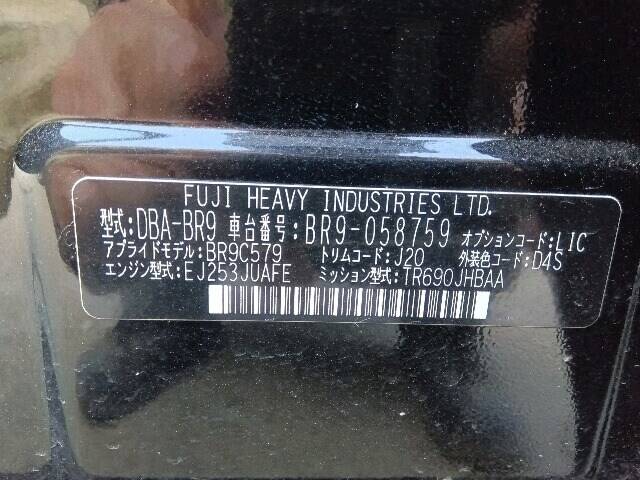 FUJI HEAVY INDUSTRIES LTD.
型式:DBA-BR9 車台番号:BR9-058759 オプションコード:LIC
アプライドモデル:BR9C579 トリムコード:J20 外装色コード:D4S
エンジン型式:EJ253JUAFE ミッション型式:TR690JHBAA